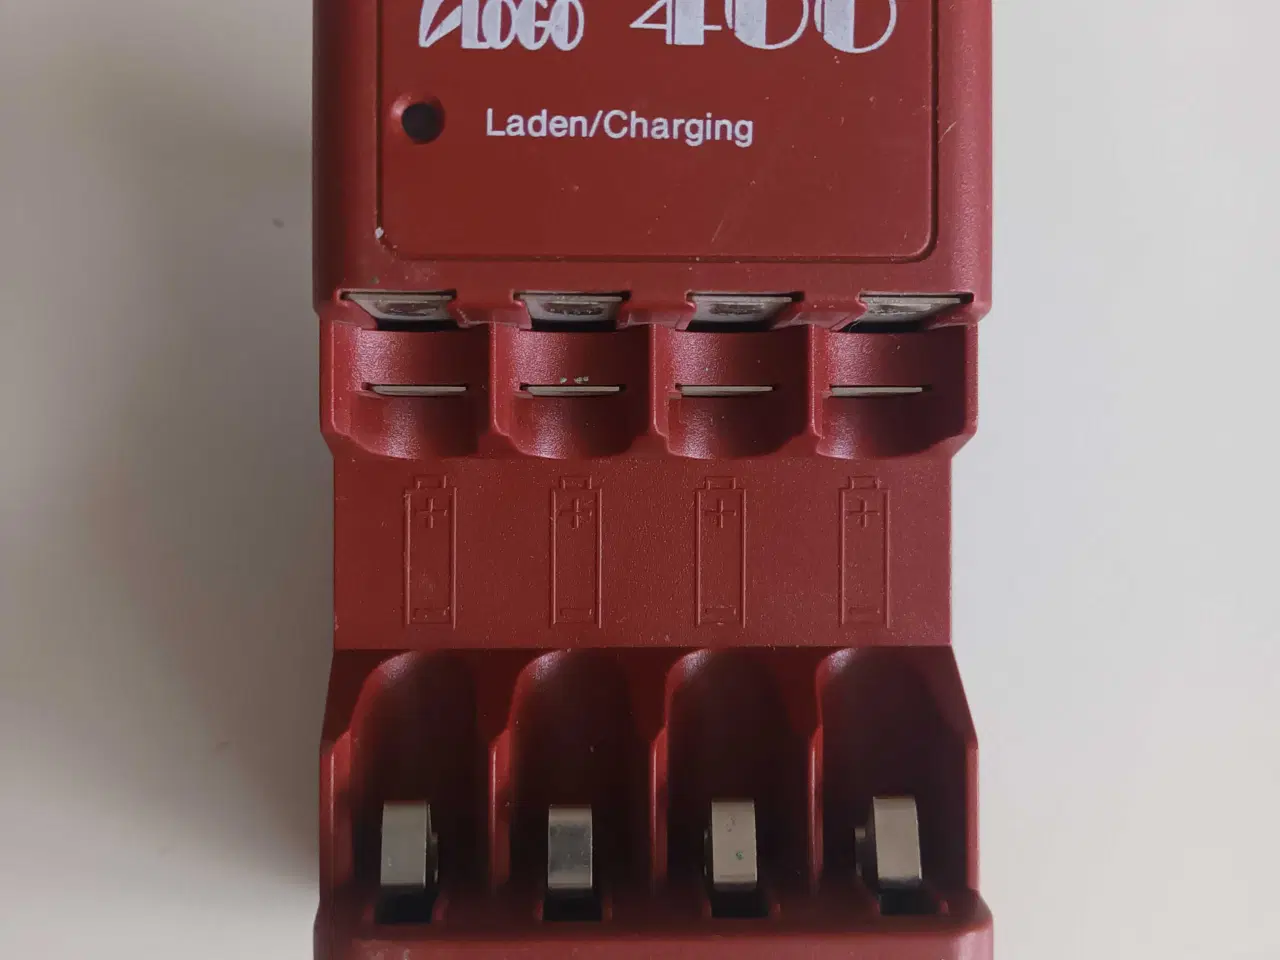 LOGO 400
Laden/Charging
+ + + +
- - - -